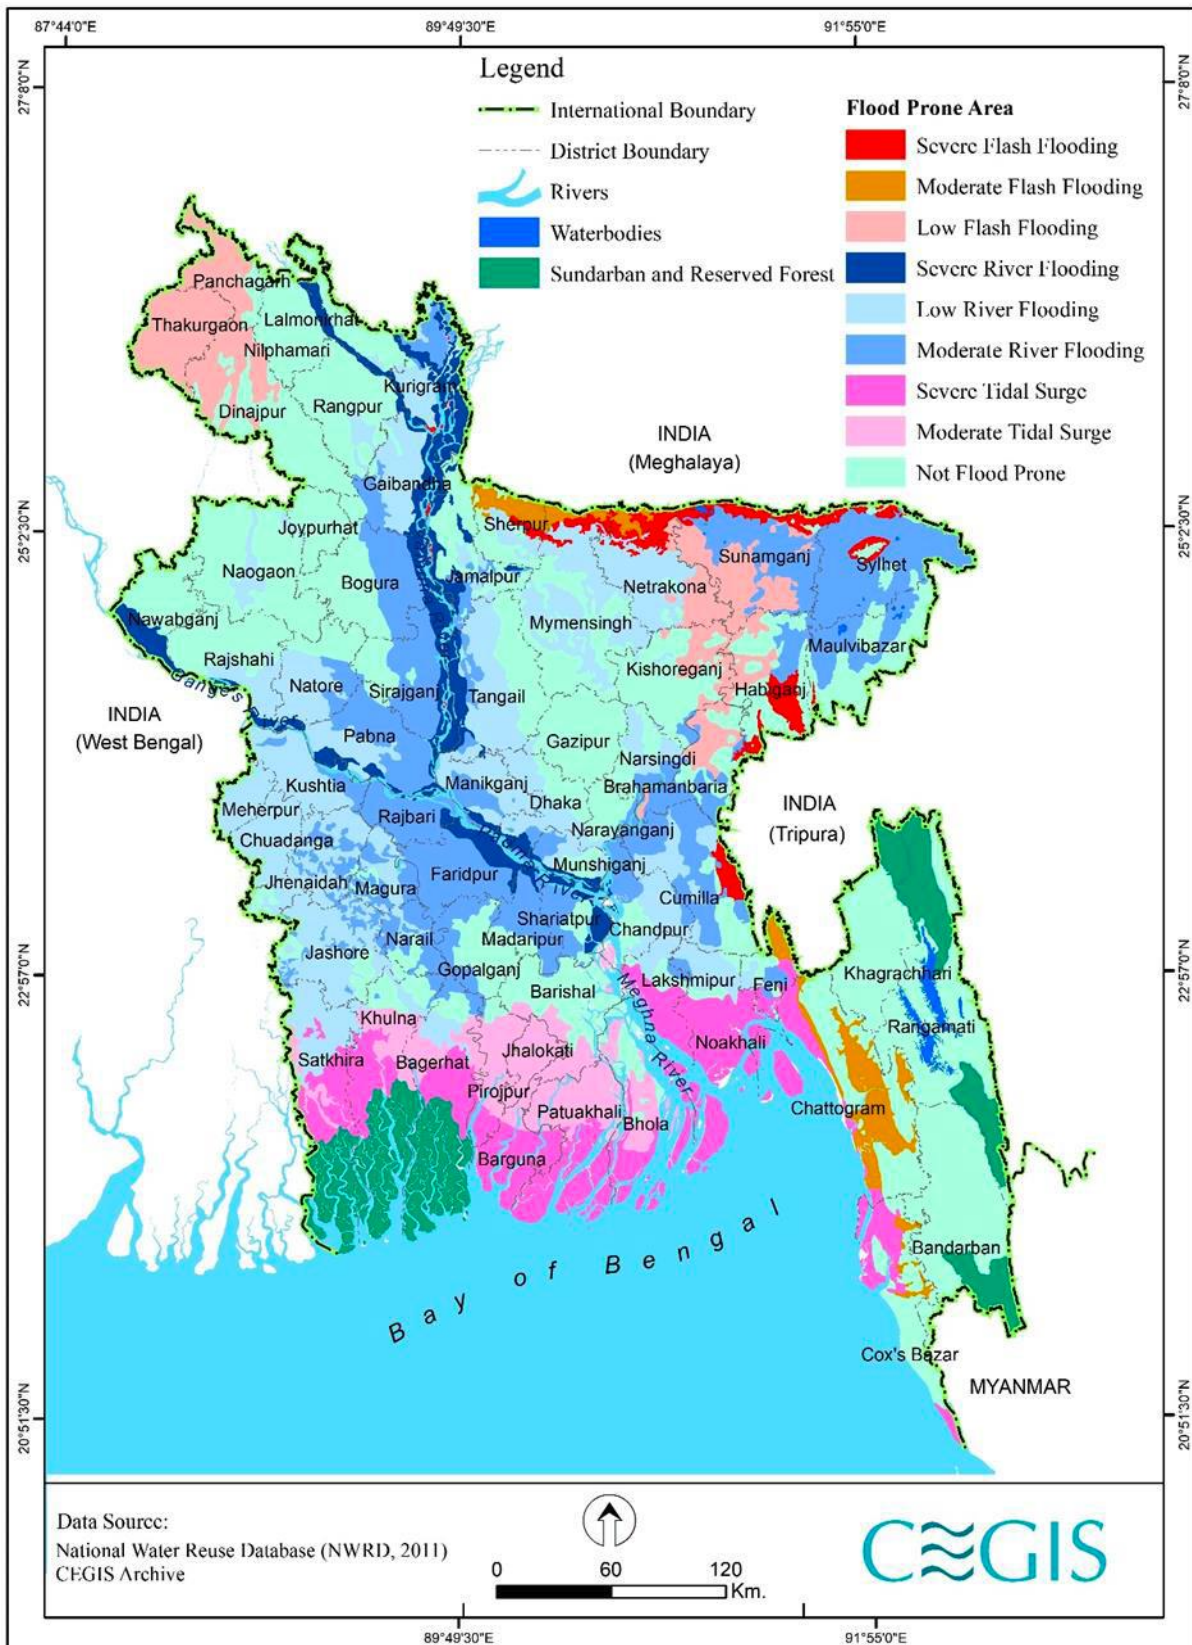 87°44'0"E
89°49'30"E
91°55'0"E
27°8'0"N
27°8'0"N
Legend
International Boundary
District Boundary
Rivers
Waterbodies
Sundarban and Reserved Forest
Flood Prone Area
Severe Flash Flooding
Moderate Flash Flooding
Low Flash Flooding
Severe River Flooding
Low River Flooding
Moderate River Flooding
Severe Tidal Surge
Moderate Tidal Surge
Not Flood Prone
Panchagarh
Thakurgaon
Lalmonirhat
Nilphamari
Dinajpur
Rangpur
Kurigram
INDIA
(Meghalaya)
Gaibandha
25°2'30"N
25°2'30"N
Joypurhat
Sherpur
Sunamganj
Sylhet
Naogaon
Bogura
Jamalpur
Netrakona
Nawabganj
Mymensingh
Maulvibazar
Rajshahi
Kishoreganj
Ganges River
Natore
Sirajganj
Tangail
Habiganj
INDIA
(West Bengal)
Pabna
Gazipur
Narsingdi
Kushtia
Manikganj
Brahamanbaria
Meherpur
Rajbari
Dhaka
INDIA
(Tripura)
Chuadanga
Narayanganj
Padma River
Munshiganj
Jhenaidah
Magura
Faridpur
Cumilla
Shariatpur
Chandpur
Narail
Madaripur
Jashore
22°57'0"N
22°57'0"N
Gopalganj
Lakshmipur
Feni
Khagrachhari
Barishal
Meghna River
Khulna
Rangamati
Satkhira
Bagerhat
Jhalokati
Noakhali
Pirojpur
Patuakhali
Bhola
Chattogram
Barguna
Bay of Bengal
Bandarban
Cox's Bazar
MYANMAR
20°51'30"N
20°51'30"N
Data Source:
National Water Reuse Database (NWRD, 2011)
CEGIS Archive
0 60 120
Km.
CEGIS
89°49'30"E
91°55'0"E